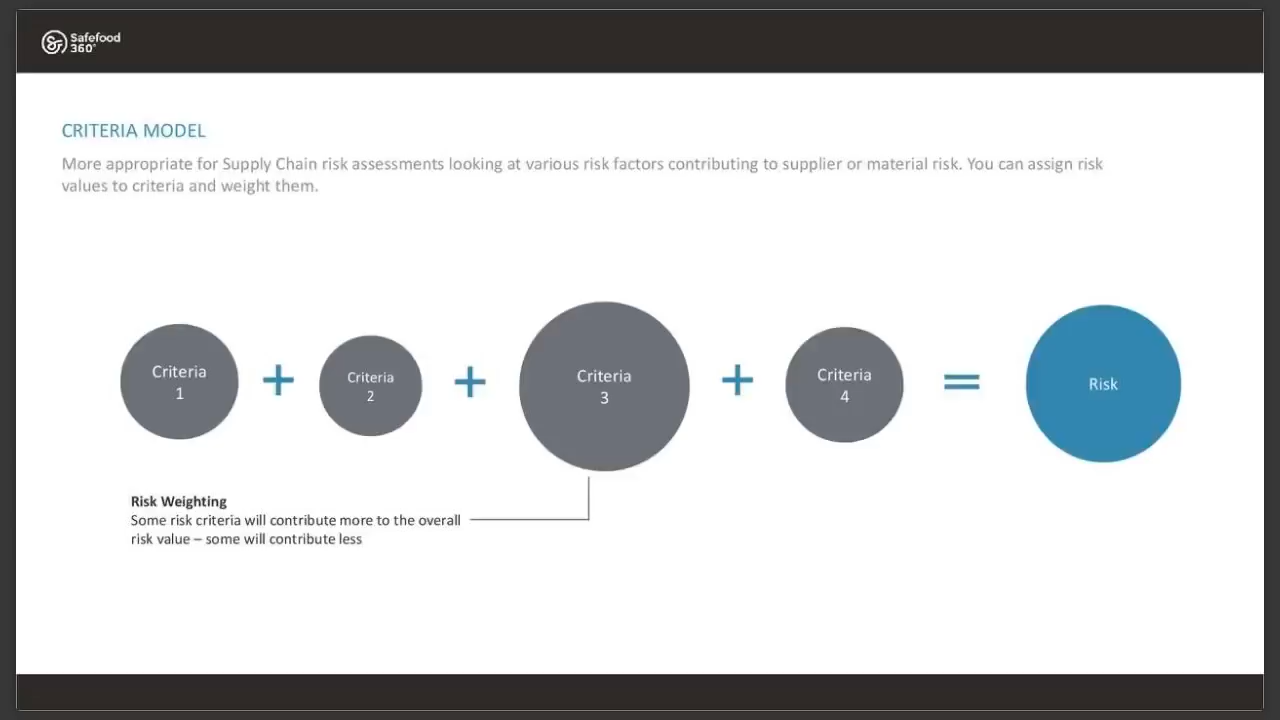 Safefood
360°
CRITERIA MODEL
More appropriate for Supply Chain risk assessments looking at various risk factors contributing to supplier or material risk. You can assign risk
values to criteria and weight them.
Criteria
1
+
Criteria
2
+
Criteria
3
+
Criteria
4
=
Risk
Risk Weighting
Some risk criteria will contribute more to the overall
risk value – some will contribute less